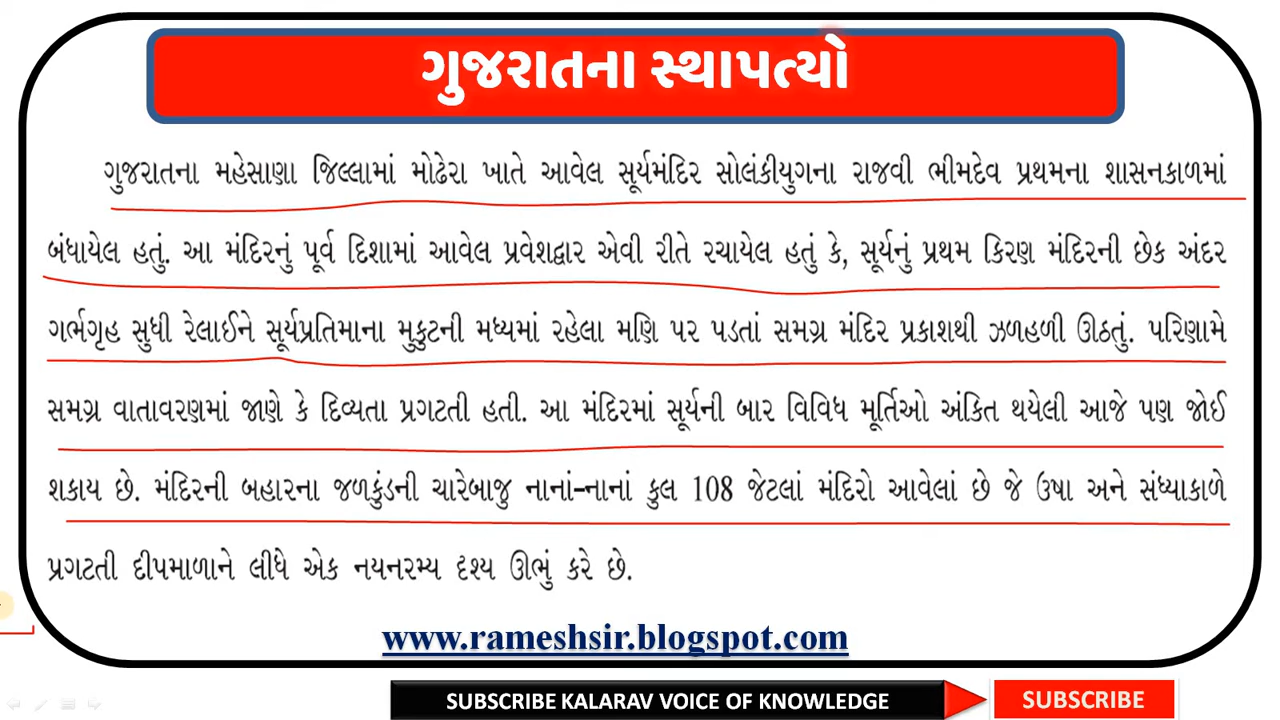 ગુજરાતના સ્થાપત્યો
ગુજરાતના મહેસાણા જિલ્લામાં મોઢેરા ખાતે આવેલ સૂર્યમંદિર સોલંકીયુગના રાજવી ભીમદેવ પ્રથમના શાસનકાળમાં
બંધાયેલ હતું. આ મંદિરનું પૂર્વ દિશામાં આવેલ પ્રવેશદ્વાર એવી રીતે રચાયેલ હતું કે, સૂર્યનું પ્રથમ કિરણ મંદિરની છેક અંદર
ગર્ભગૃહ સુધી રેલાઈને સૂર્યપ્રતિમાના મુકુટની મધ્યમાં રહેલા મણિ પર પડતાં સમગ્ર મંદિર પ્રકાશથી ઝળહળી ઊઠતું. પરિણામે
સમગ્ર વાતાવરણમાં જાણે કે દિવ્યતા પ્રગટતી હતી. આ મંદિરમાં સૂર્યની બાર વિવિધ મૂર્તિઓ અંકિત થયેલી આજે પણ જોઈ
શકાય છે. મંદિરની બહારના જળકુંડની ચારેબાજુ નાનાં-નાનાં કુલ 108 જેટલાં મંદિરો આવેલાં છે જે ઉષા અને સંધ્યાકાળે
પ્રગટતી દીપમાળાને લીધે એક નયનરમ્ય દૃશ્ય ઊભું કરે છે.
www.rameshsir.blogspot.com
SUBSCRIBE KALARAV VOICE OF KNOWLEDGE SUBSCRIBE